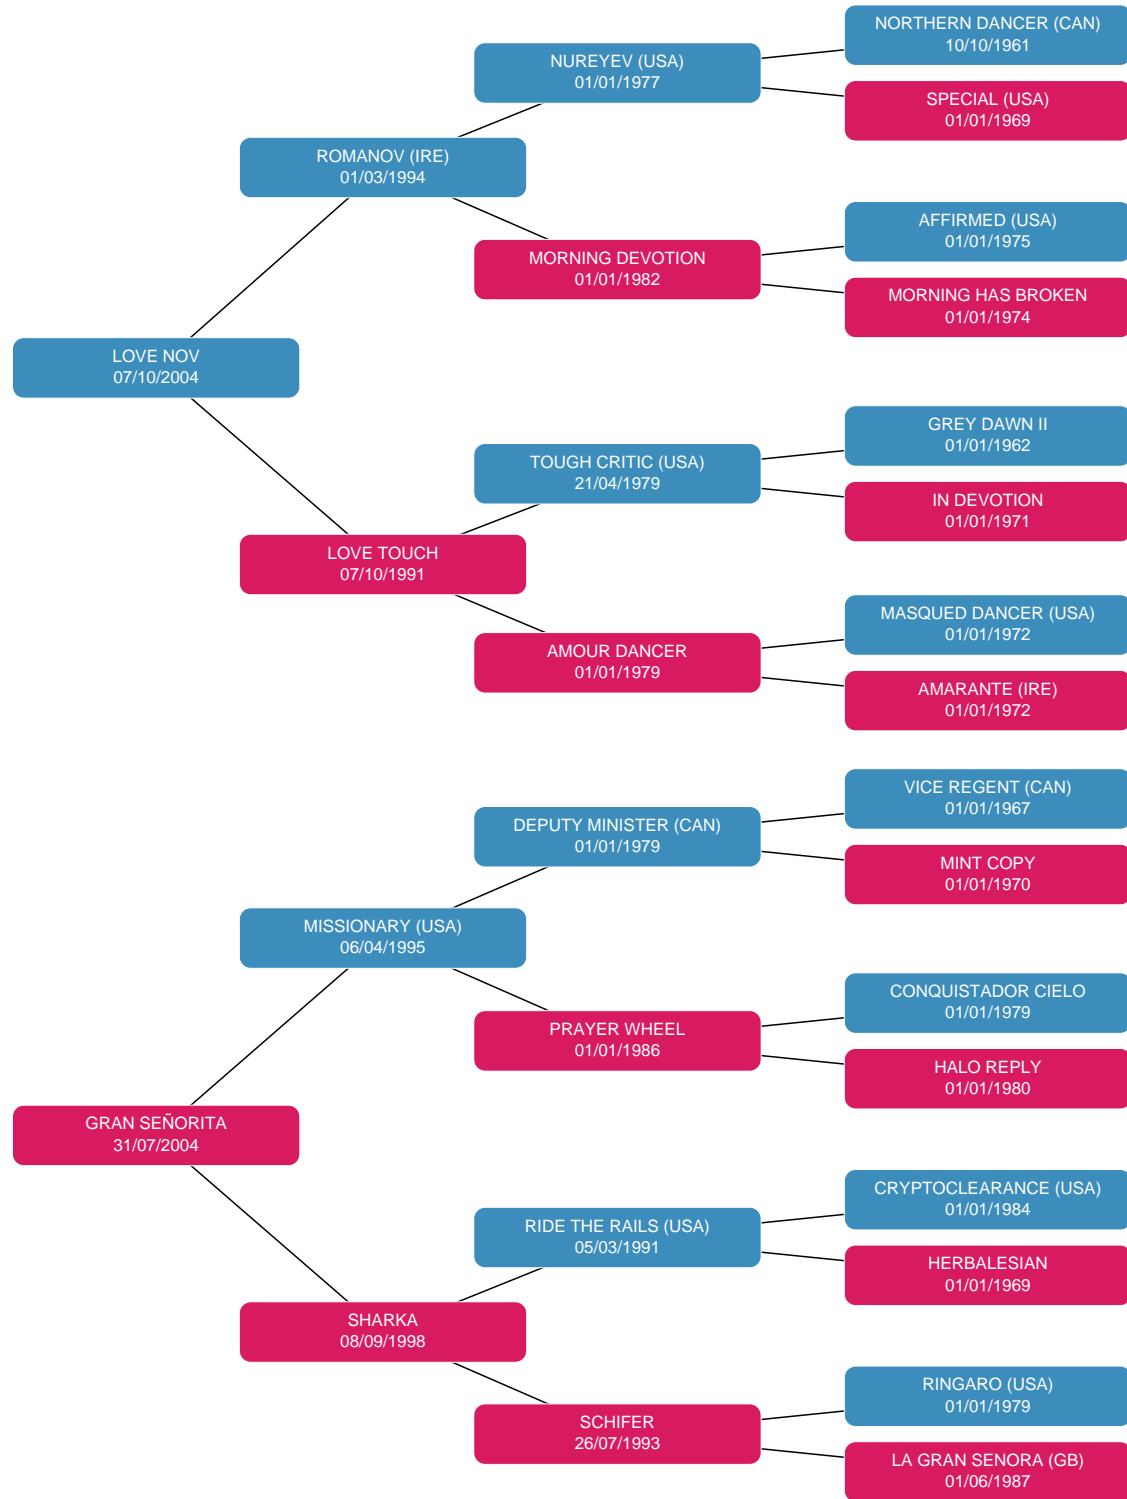 NORTHERN DANCER (CAN)
10/10/1961
NUREYEV (USA)
01/01/1977
SPECIAL (USA)
01/01/1969
ROMANOV (IRE)
01/03/1994
AFFIRMED (USA)
01/01/1975
MORNING DEVOTION
01/01/1982
MORNING HAS BROKEN
01/01/1974
LOVE NOV
07/10/2004
GREY DAWN II
01/01/1962
TOUGH CRITIC (USA)
21/04/1979
IN DEVOTION
01/01/1971
LOVE TOUCH
07/10/1991
MASQUED DANCER (USA)
01/01/1972
AMOUR DANCER
01/01/1979
AMARANTE (IRE)
01/01/1972
VICE REGENT (CAN)
01/01/1967
DEPUTY MINISTER (CAN)
01/01/1979
MINT COPY
01/01/1970
MISSIONARY (USA)
06/04/1995
CONQUISTADOR CIELO
01/01/1979
PRAYER WHEEL
01/01/1986
HALO REPLY
01/01/1980
GRAN SEÑORITA
31/07/2004
CRYPTOCLEARANCE (USA)
01/01/1984
RIDE THE RAILS (USA)
05/03/1991
HERBALESIAN
01/01/1969
SHARKA
08/09/1998
RINGARO (USA)
01/01/1979
SCHIFER
26/07/1993
LA GRAN SENORA (GB)
01/06/1987